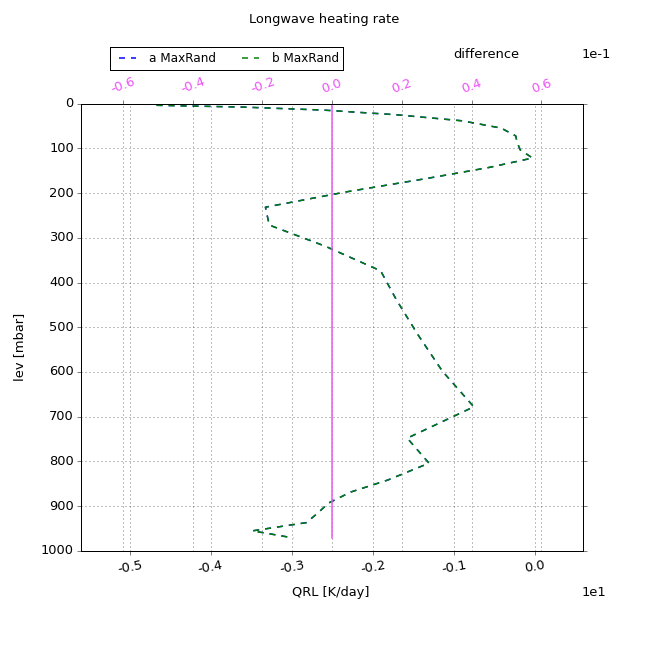 Longwave heating rate
a MaxRand b MaxRand
difference 1e-1
-0.6 -0.4 -0.2 0.0 0.2 0.4 0.6
0
100
200
300
400
500
600
700
800
900
1000
lev [mbar]
-0.5 -0.4 -0.3 -0.2 -0.1 0.0
QRL [K/day] 1e1